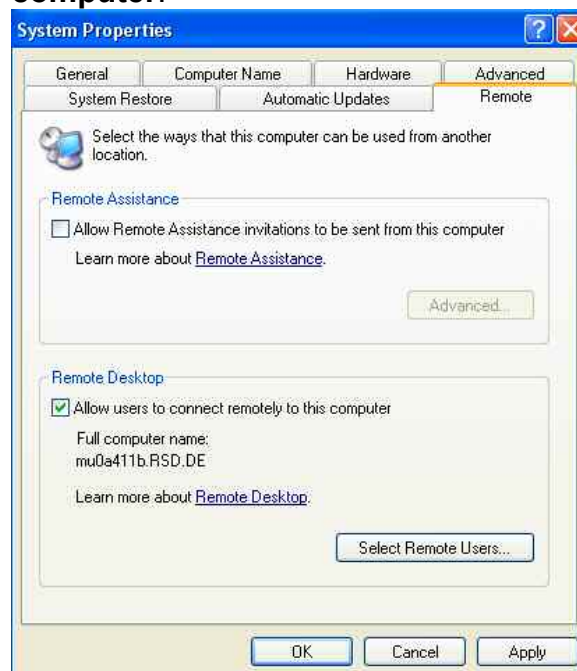 computer.
System Properties
General Computer Name Hardware Advanced
System Restore Automatic Updates Remote
Select the ways that this computer can be used from another
location.
Remote Assistance
Allow Remote Assistance invitations to be sent from this computer
Learn more about Remote Assistance.
Advanced...
Remote Desktop
Allow users to connect remotely to this computer
Full computer name:
mu0a411b.RSD.DE
Learn more about Remote Desktop.
Select Remote Users...
OK Cancel Apply